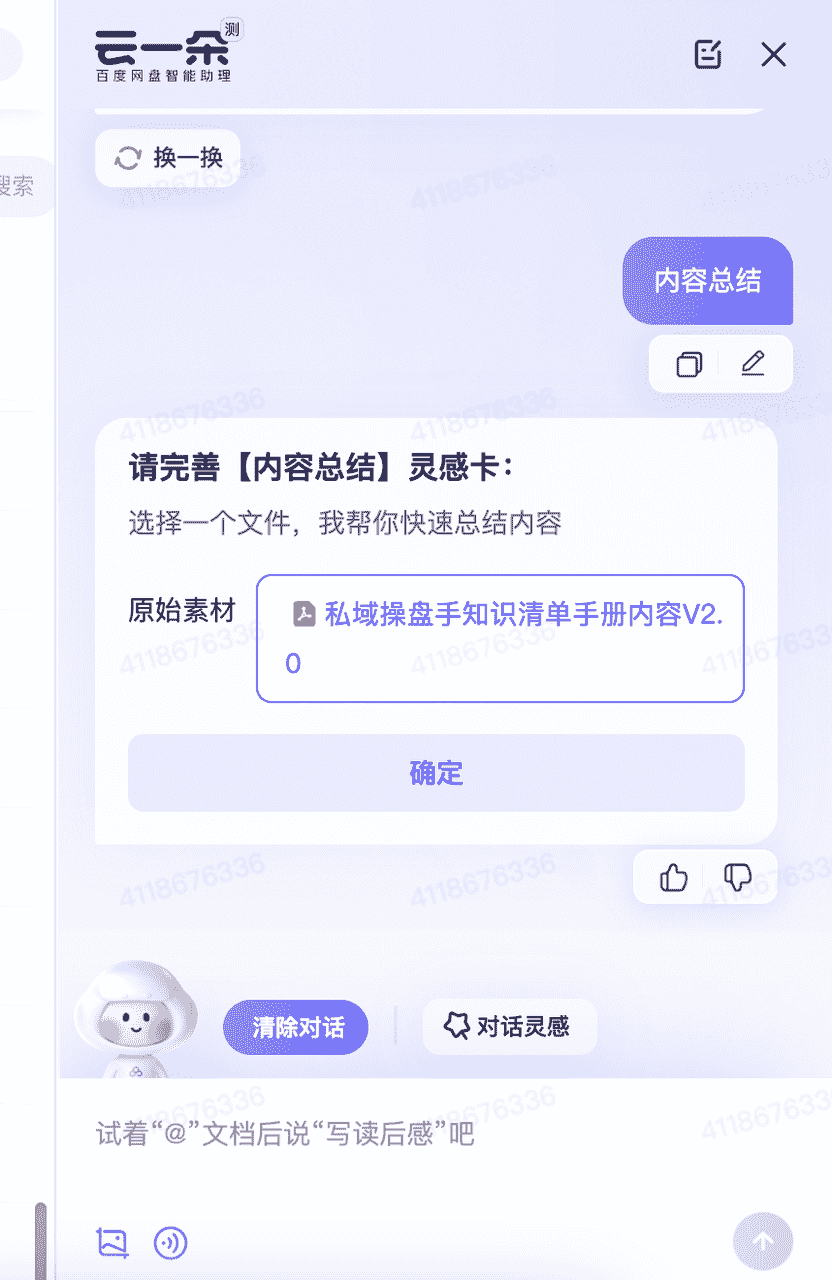 云一朵 测
百度网盘智能助理
换一换
搜索
内容总结
请完善【内容总结】灵感卡：
选择一个文件，我帮你快速总结内容
原始素材
私域操盘手知识清单手册内容V2.
0
确定
清除对话
对话灵感
试着“@”文档后说“写读后感”吧
4118676336